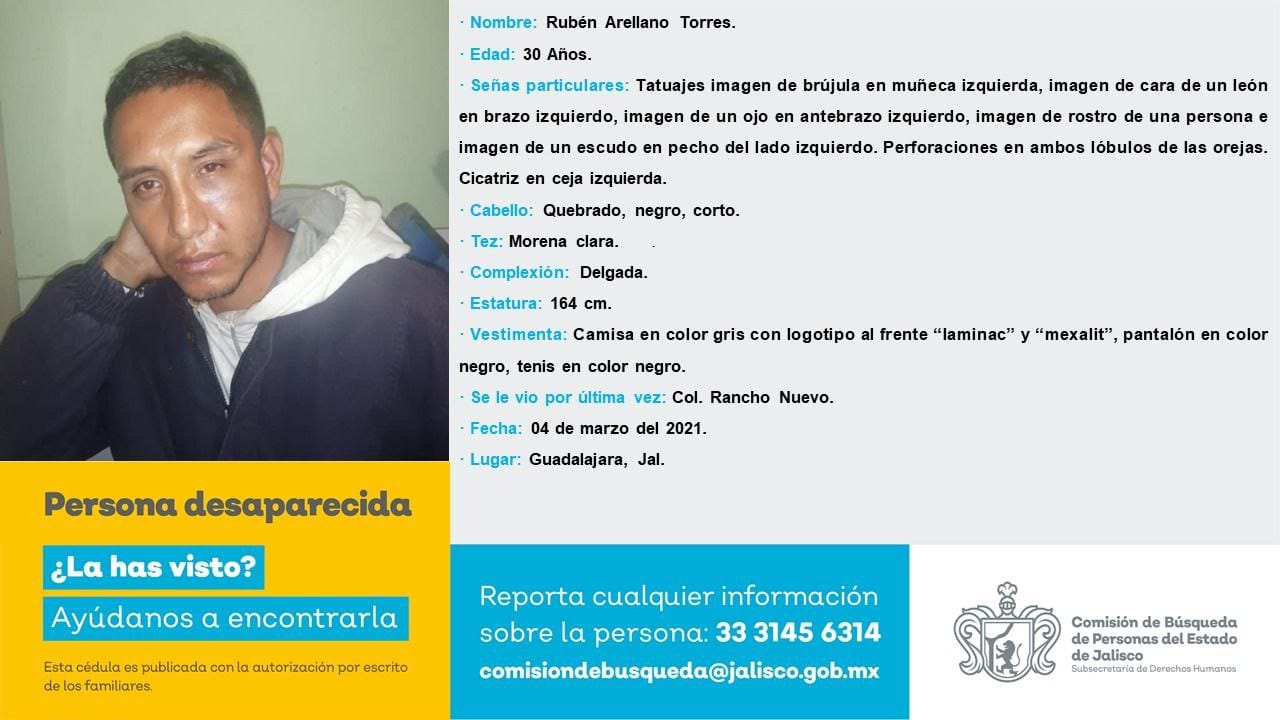 · Nombre: Rubén Arellano Torres.
· Edad: 30 Años.
· Señas particulares: Tatuajes imagen de brújula en muñeca izquierda, imagen de cara de un león
en brazo izquierdo, imagen de un ojo en antebrazo izquierdo, imagen de rostro de una persona e
imagen de un escudo en pecho del lado izquierdo. Perforaciones en ambos lóbulos de las orejas.
Cicatriz en ceja izquierda.
· Cabello: Quebrado, negro, corto.
· Tez: Morena clara. .
· Complexión: Delgada.
· Estatura: 164 cm.
· Vestimenta: Camisa en color gris con logotipo al frente “laminac” y “mexalit”, pantalón en color
negro, tenis en color negro.
· Se le vio por última vez: Col. Rancho Nuevo.
· Fecha: 04 de marzo del 2021.
· Lugar: Guadalajara, Jal.
Persona desaparecida
¿La has visto?
Ayúdanos a encontrarla
Esta cédula es publicada con la autorización por escrito
de los familiares.
Reporta cualquier información
sobre la persona: 33 3145 6314
comisiondebusqueda@jalisco.gob.mx
Comisión de Búsqueda
de Personas del Estado
de Jalisco
Subsecretaría de Derechos Humanos